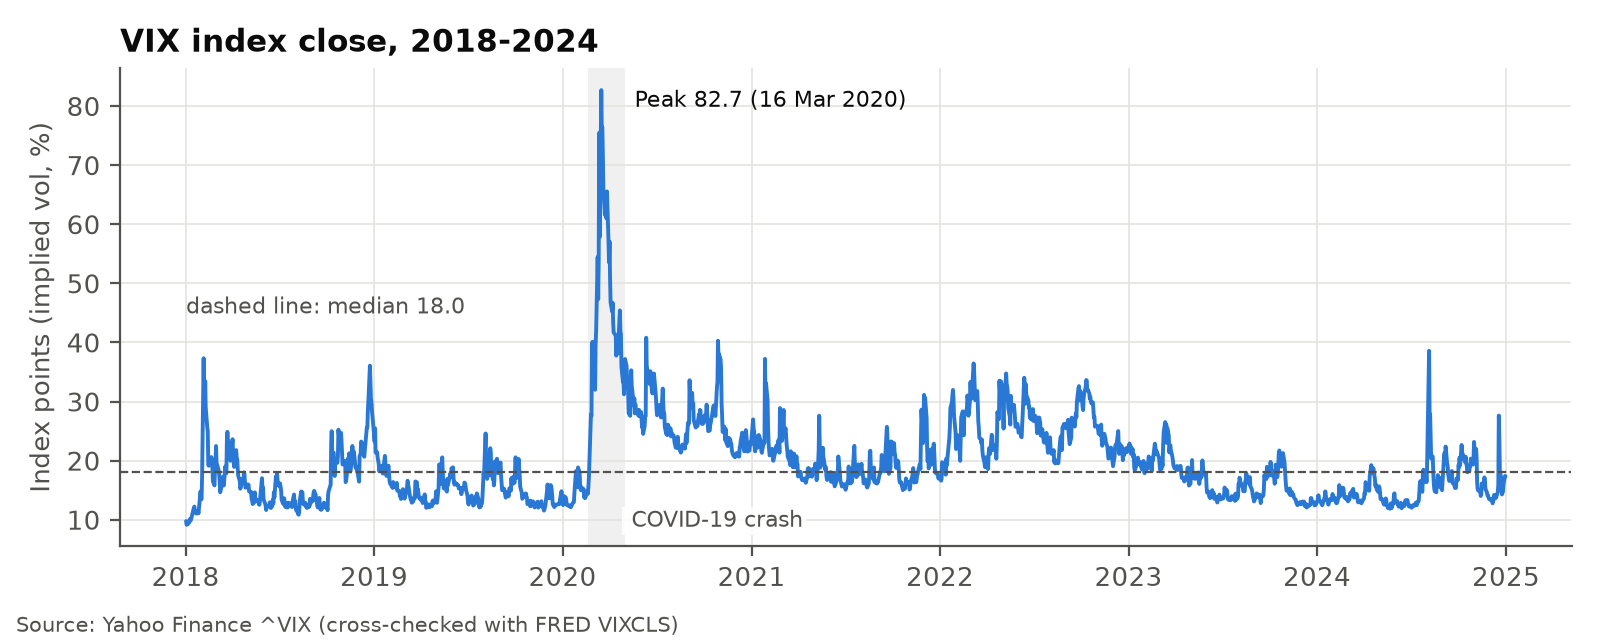 VIX index close, 2018-2024
Index points (implied vol, %)
80
70
60
50
40
30
20
10
Peak 82.7 (16 Mar 2020)
dashed line: median 18.0
COVID-19 crash
2018
2019
2020
2021
2022
2023
2024
2025
Source: Yahoo Finance ^VIX (cross-checked with FRED VIXCLS)